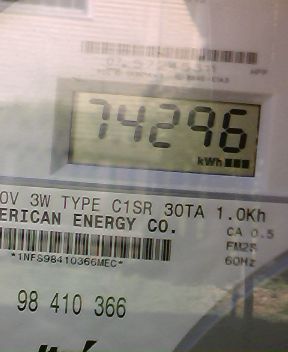 74296
kWh
0V 3W TYPE C1SR 30TA 1.0Kh
ERICAN ENERGY CO.
CA 0.5
FM2S
60Hz
*1NFS98410366MEC*
98 410 366